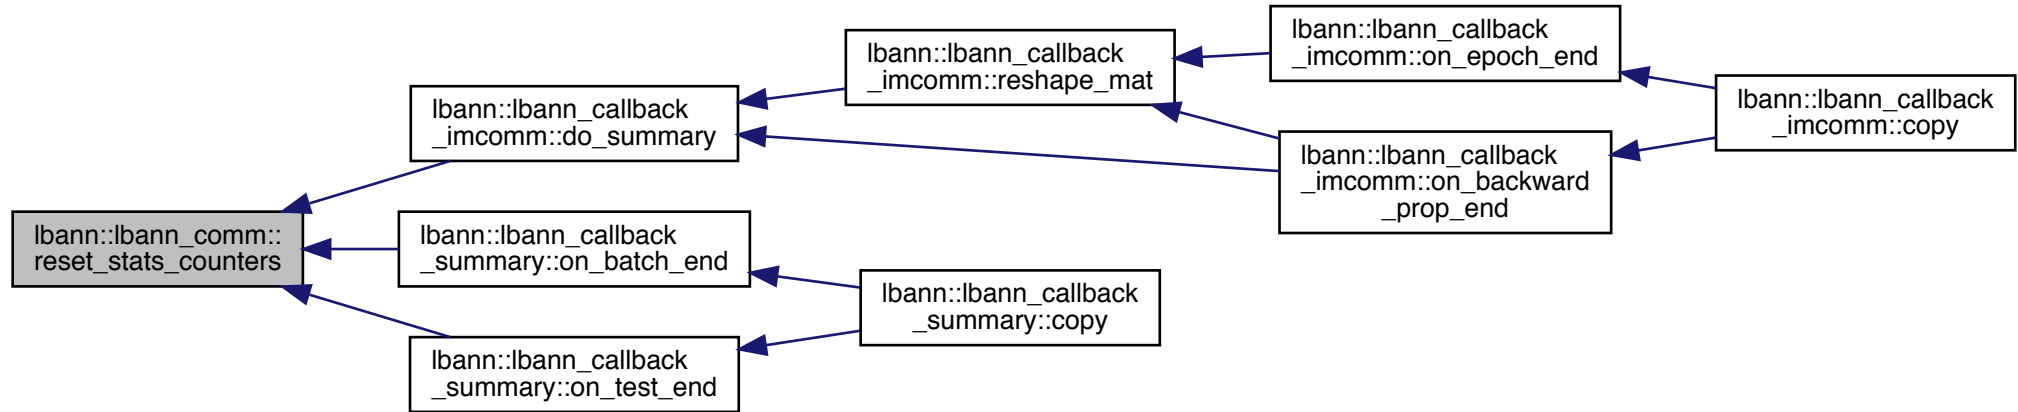 lbann::lbann_comm::
reset_stats_counters
lbann::lbann_callback
_imcomm::do_summary
lbann::lbann_callback
_imcomm::reshape_mat
lbann::lbann_callback
_imcomm::on_epoch_end
lbann::lbann_callback
_imcomm::copy
lbann::lbann_callback
_imcomm::on_backward
_prop_end
lbann::lbann_callback
_summary::on_batch_end
lbann::lbann_callback
_summary::copy
lbann::lbann_callback
_summary::on_test_end